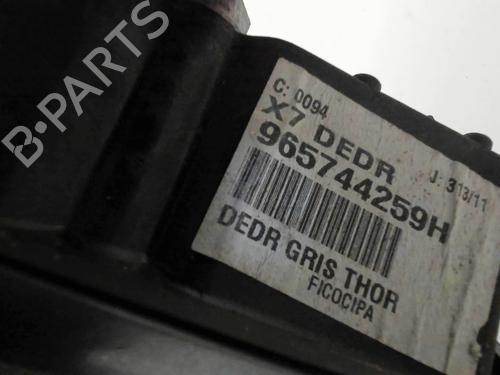 C: 0094
X7 DEDR
J: 313/11
965744259H
DEDR GRIS THOR
FICOCIPA
B-PARTS